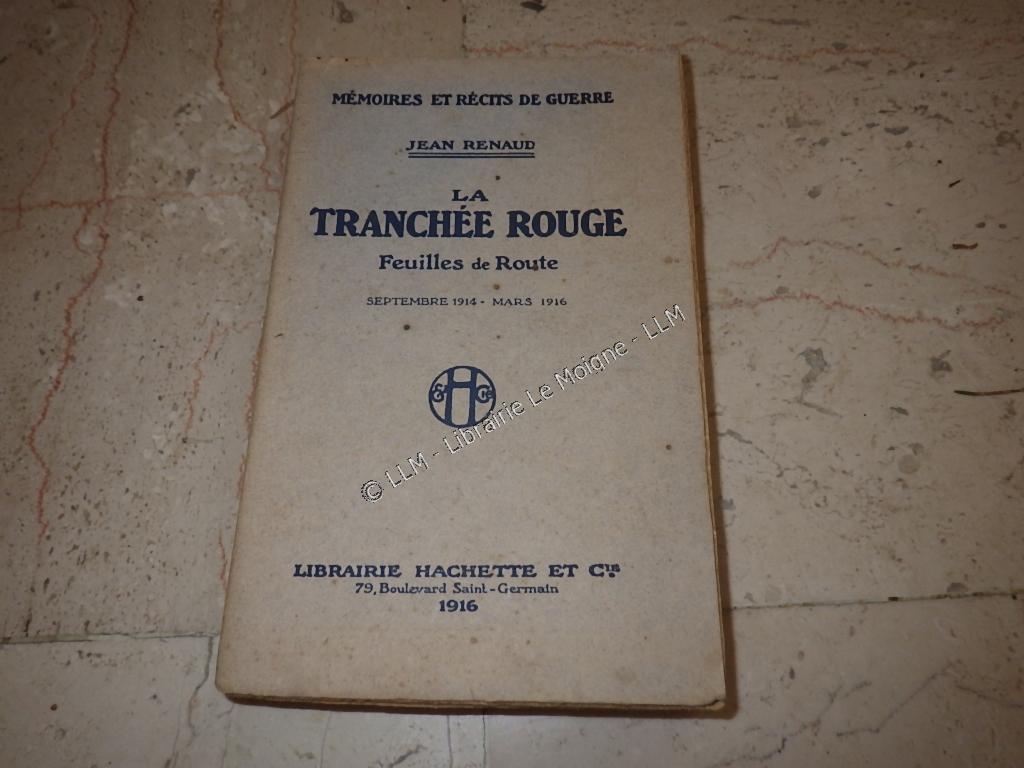 MÉMOIRES ET RÉCITS DE GUERRE
JEAN RENAUD
LA
TRANCHÉE ROUGE
Feuilles de Route
SEPTEMBRE 1914 - MARS 1916
& H Cie
© LLM - Librairie Le Moigne - LLM
LIBRAIRIE HACHETTE ET Cie
79, Boulevard Saint-Germain
1916